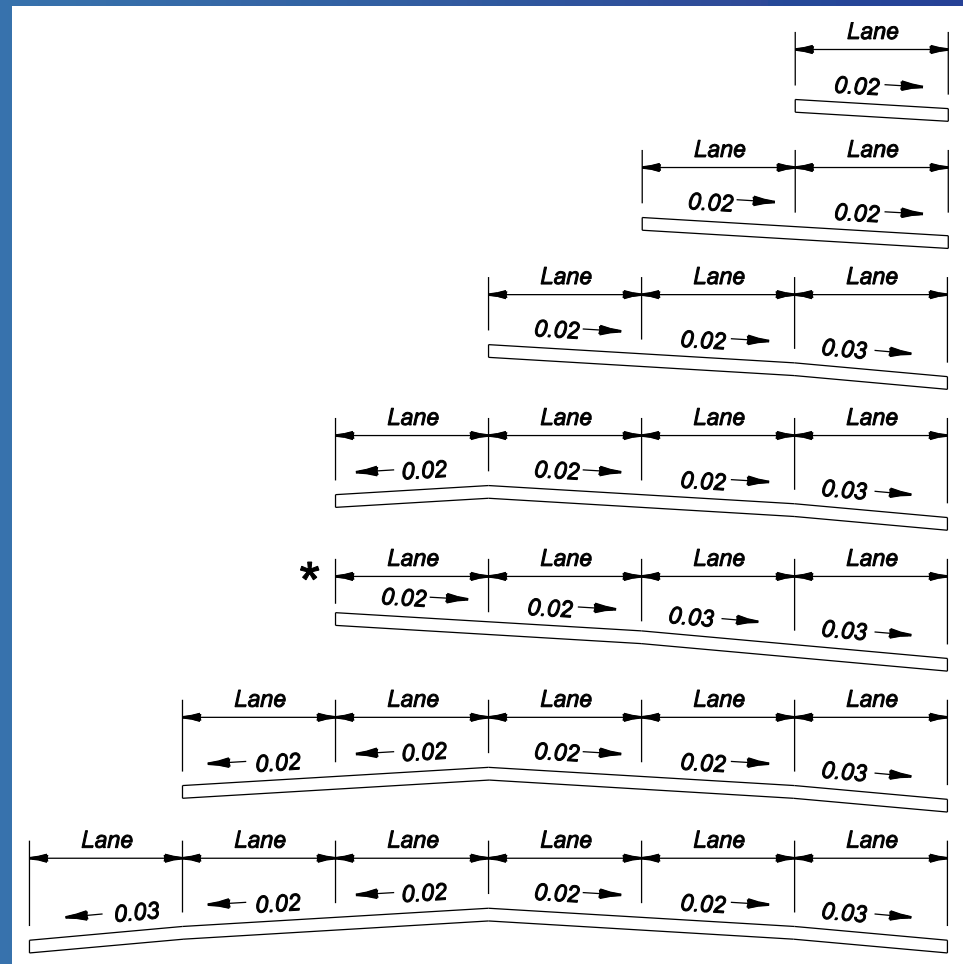 Lane
0.02
Lane Lane
0.02 0.02
Lane Lane Lane
0.02 0.02 0.03
Lane Lane Lane Lane
0.02 0.02 0.02 0.03
* Lane Lane Lane Lane
0.02 0.02 0.03 0.03
Lane Lane Lane Lane Lane
0.02 0.02 0.02 0.02 0.03
Lane Lane Lane Lane Lane Lane
0.03 0.02 0.02 0.02 0.02 0.03